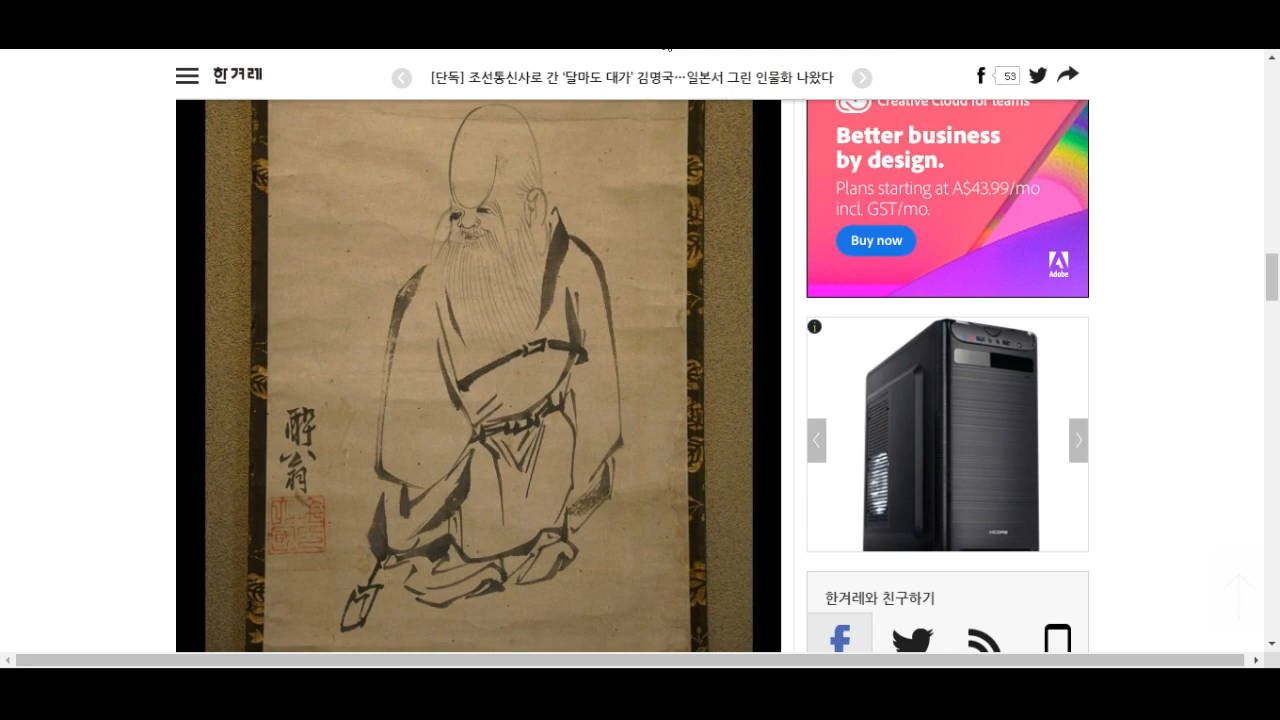 한겨레
[단독] 조선통신사로 간 ‘달마도 대가’ 김명국…일본서 그린 인물화 나왔다
53
Creative Cloud for teams
Better business
by design.
Plans starting at A$43.99/mo
incl. GST/mo.
Buy now
Adobe
醉
翁
한겨레와 친구하기